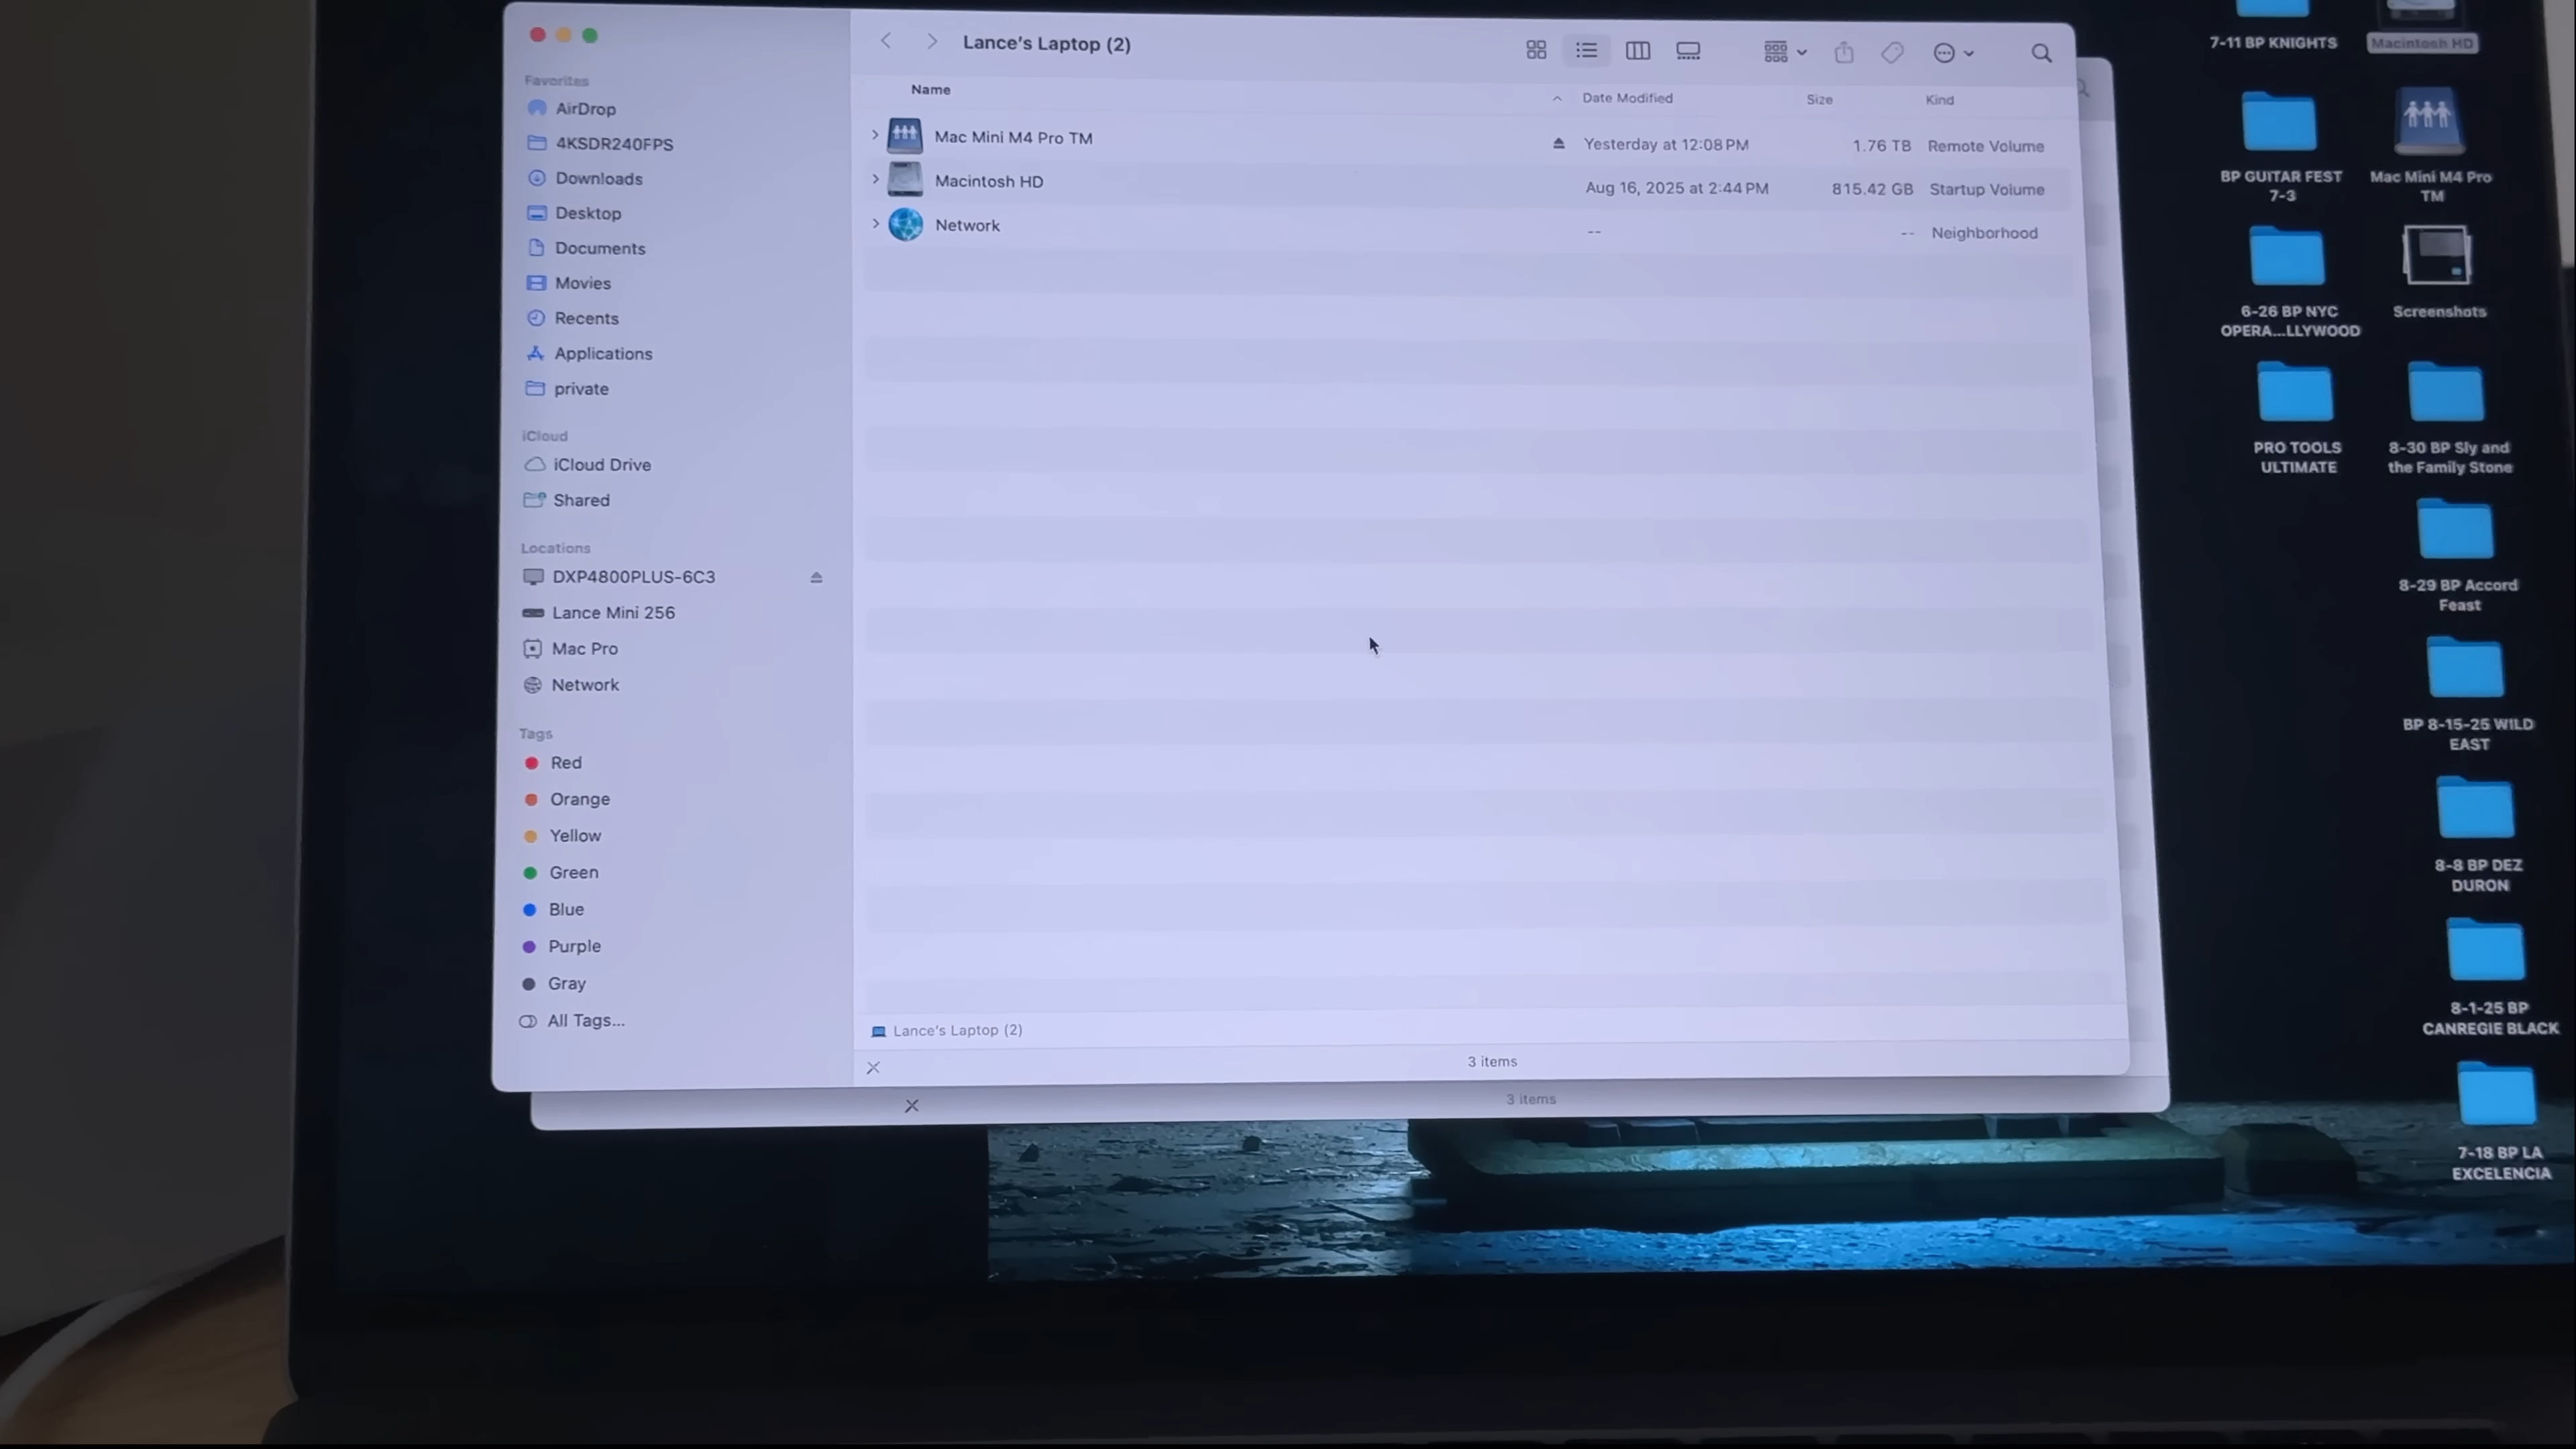 Lance's Laptop (2)
Favorites
AirDrop
4KSDR240FPS
Downloads
Desktop
Documents
Movies
Recents
Applications
private
iCloud
iCloud Drive
Shared
Locations
DXP4800PLUS-6C3
Lance Mini 256
Mac Pro
Network
Tags
Red
Orange
Yellow
Green
Blue
Purple
Gray
All Tags...
Name Date Modified Size Kind
Mac Mini M4 Pro TM Yesterday at 12:08 PM 1.76 TB Remote Volume
Macintosh HD Aug 16, 2025 at 2:44 PM 815.42 GB Startup Volume
Network -- -- Neighborhood
Lance's Laptop (2)
3 items
3 items
7-11 BP KNIGHTS
Macintosh HD
BP GUITAR FEST
7-3
Mac Mini M4 Pro
TM
6-26 BP NYC
OPERA...LLYWOOD
Screenshots
PRO TOOLS
ULTIMATE
8-30 BP Sly and
the Family Stone
8-29 BP Accord
Feast
BP 8-15-25 WILD
EAST
8-8 BP DEZ
DURON
8-1-25 BP
CANREGIE BLACK
7-18 BP LA
EXCELENCIA